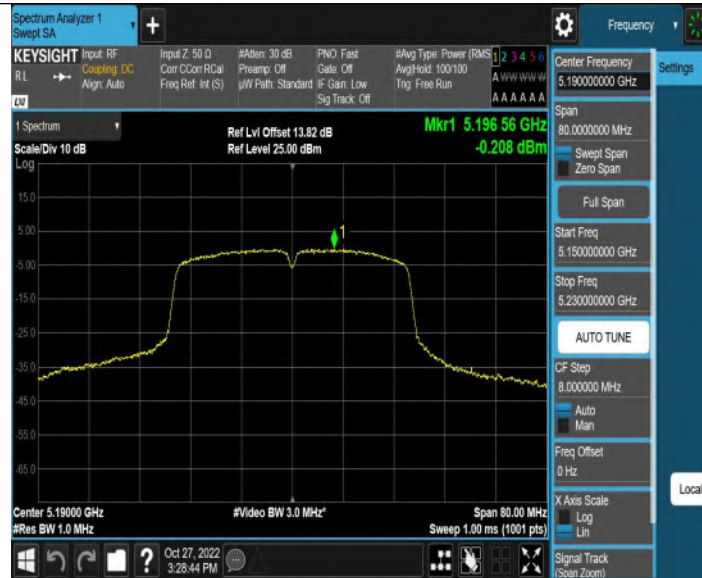 Spectrum Analyzer 1
Swept SA
+
Frequency
KEYSIGHT
Input: RF
Input Z: 50 Ω
#Atten: 30 dB
PNO: Fast
#Avg Type: Power (RMS)
1 2 3 4 5 6
RL
Coupling: DC
Corr CCorr RCal
Preamp: Off
Gate: Off
Avg|Hold: 100/100
A W W W W W
Align: Auto
Freq Ref: Int (S)
µW Path: Standard
IF Gain: Low
Trig: Free Run
Sig Track: Off
A A A A A A
LXI
1 Spectrum
Ref Lvl Offset 13.82 dB
Mkr1 5.196 56 GHz
Scale/Div 10 dB
Ref Level 25.00 dBm
-0.208 dBm
Log
15.0
5.00
-5.00
-15.0
-25.0
-35.0
-45.0
-55.0
-65.0
1
Center 5.19000 GHz
#Video BW 3.0 MHz*
Span 80.00 MHz
#Res BW 1.0 MHz
Sweep 1.00 ms (1001 pts)
?
Oct 27, 2022
3:28:44 PM
Center Frequency
5.190000000 GHz
Settings
Span
80.0000000 MHz
Swept Span
Zero Span
Full Span
Start Freq
5.150000000 GHz
Stop Freq
5.230000000 GHz
AUTO TUNE
CF Step
8.000000 MHz
Auto
Man
Freq Offset
0 Hz
X Axis Scale
Log
Lin
Local
Signal Track
(Span Zoom)